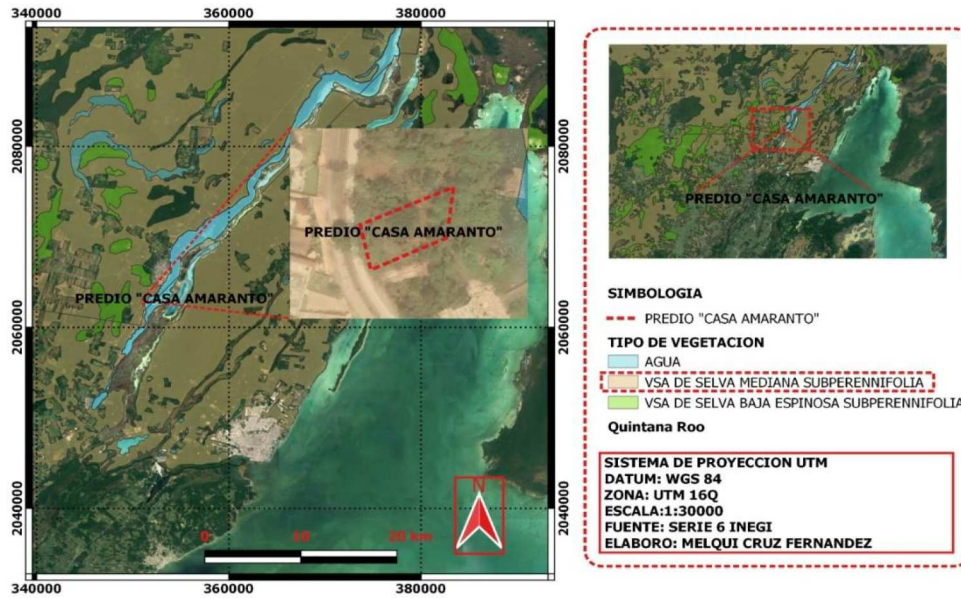 340000
360000
380000
2080000
2060000
2040000
PREDIO "CASA AMARANTO"
PREDIO "CASA AMARANTO"
N
0
10
20 km
340000
360000
380000
PREDIO "CASA AMARANTO"
SIMBOLOGIA
PREDIO "CASA AMARANTO"
TIPO DE VEGETACION
AGUA
VSA DE SELVA MEDIANA SUBPERENNIFOLIA
VSA DE SELVA BAJA ESPINOSA SUBPERENNIFOLIA
Quintana Roo
SISTEMA DE PROYECCION UTM
DATUM: WGS 84
ZONA: UTM 16Q
ESCALA:1:30000
FUENTE: SERIE 6 INEGI
ELABORO: MELQUI CRUZ FERNANDEZ